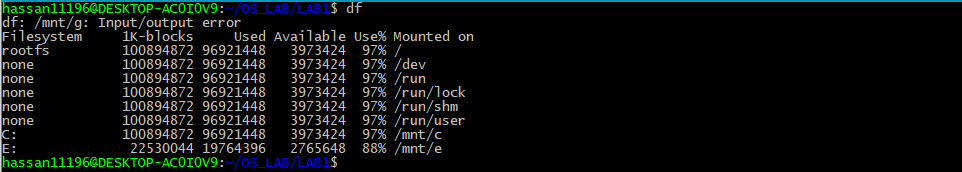 hassan11196@DESKTOP-AC0I0V9:~/OS_LAB/LAB1$ df
df: /mnt/g: Input/output error
Filesystem     1K-blocks     Used Available Use% Mounted on
rootfs         100894872 96921448   3973424  97% /
none           100894872 96921448   3973424  97% /dev
none           100894872 96921448   3973424  97% /run
none           100894872 96921448   3973424  97% /run/lock
none           100894872 96921448   3973424  97% /run/shm
none           100894872 96921448   3973424  97% /run/user
C:             100894872 96921448   3973424  97% /mnt/c
E:              22530044 19764396   2765648  88% /mnt/e
hassan11196@DESKTOP-AC0I0V9:~/OS_LAB/LAB1$